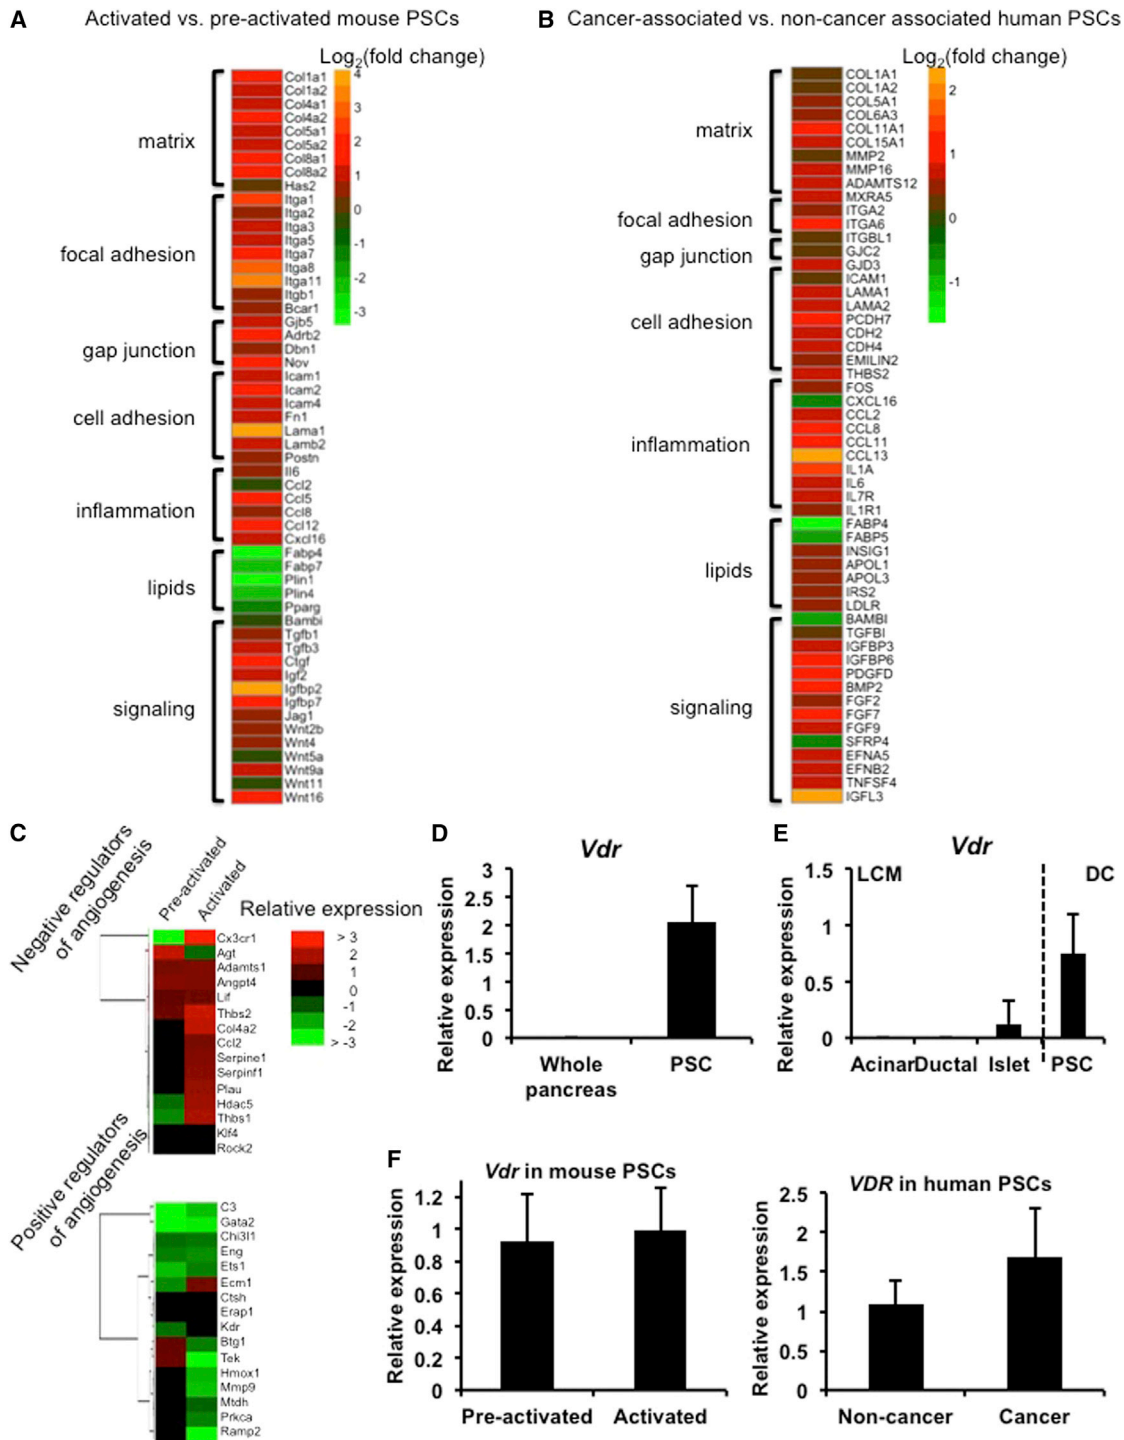 A Activated vs. pre-activated mouse PSCs
Log2(fold change)
4
3
2
1
0
-1
-2
-3
matrix
focal adhesion
gap junction
cell adhesion
inflammation
lipids
signaling
Col1a1
Col1a2
Col4a1
Col4a2
Col5a1
Col5a2
Col8a1
Col8a2
Has2
Itga1
Itga2
Itga3
Itga5
Itga7
Itga8
Itga11
Itgb1
Bcar1
Gjb5
Adrb2
Dbn1
Nov
Icam1
Icam2
Icam4
Fn1
Lama1
Lamb2
Postn
Il6
Ccl2
Ccl5
Ccl8
Ccl12
Cxcl16
Fabp4
Fabp7
Plin1
Plin4
Pparg
Bambi
Tgfb1
Tgfb3
Ctgf
Igf2
Igfbp2
Igfbp7
Jag1
Wnt2b
Wnt4
Wnt5a
Wnt9a
Wnt11
Wnt16
B Cancer-associated vs. non-cancer associated human PSCs
Log2(fold change)
2
1
0
-1
matrix
focal adhesion
gap junction
cell adhesion
inflammation
lipids
signaling
COL1A1
COL1A2
COL5A1
COL6A3
COL11A1
COL15A1
MMP2
MMP16
ADAMTS12
MXRA5
ITGA2
ITGA6
ITGBL1
GJC2
GJD3
ICAM1
LAMA1
LAMA2
PCDH7
CDH2
CDH4
EMILIN2
THBS2
FOS
CXCL16
CCL2
CCL8
CCL11
CCL13
IL1A
IL6
IL7R
IL1R1
FABP4
FABP5
INSIG1
APOL1
APOL3
IRS2
LDLR
BAMBI
TGFBI
IGFBP3
IGFBP6
PDGFD
BMP2
FGF2
FGF7
FGF9
SFRP4
EFNA5
EFNB2
TNFSF4
IGFL3
C
Negative regulators
of angiogenesis
Pre-activated
Activated
Relative expression
> 3
2
1
0
-1
-2
> -3
Cx3cr1
Agt
Adamts1
Angpt4
Lif
Thbs2
Col4a2
Ccl2
Serpine1
Serpinf1
Plau
Hdac5
Thbs1
Klf4
Rock2
Positive regulators
of angiogenesis
C3
Gata2
Chi3l1
Eng
Ets1
Ecm1
Ctsh
Erap1
Kdr
Btg1
Tek
Hmox1
Mmp9
Mtdh
Prkca
Ramp2
D
Vdr
Relative expression
3
2.5
2
1.5
1
0.5
0
Whole
pancreas
PSC
E
Vdr
LCM
DC
Relative expression
1.5
1
0.5
0
Acinar
Ductal
Islet
PSC
F
Vdr in mouse PSCs
Relative expression
1.2
1
0.8
0.6
0.4
0.2
0
Pre-activated
Activated
VDR in human PSCs
Relative expression
2.5
2
1.5
1
0.5
0
Non-cancer
Cancer